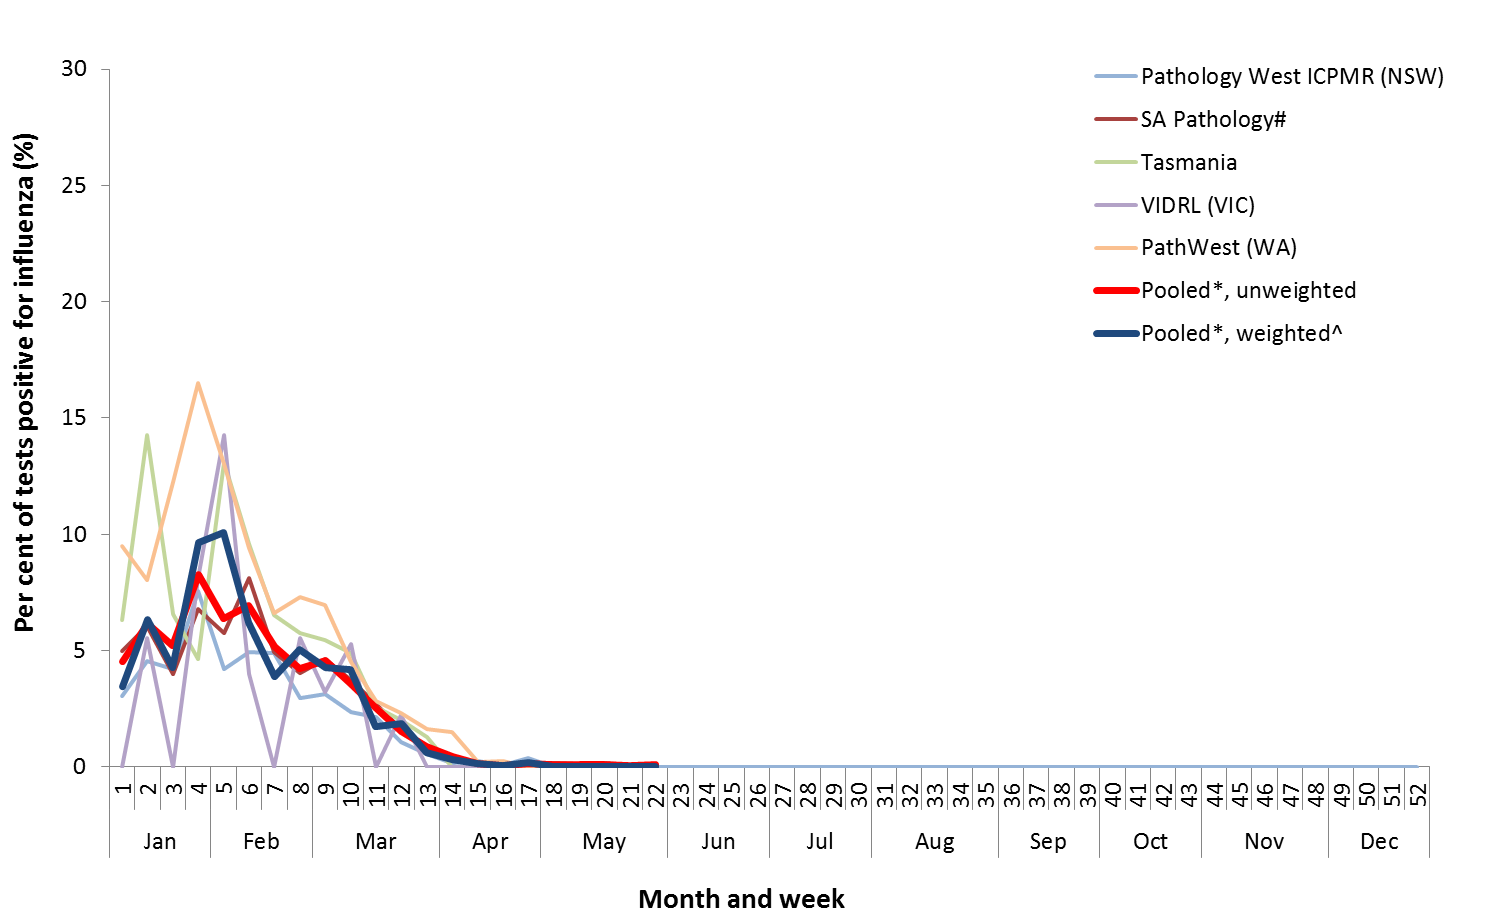 Per cent of tests positive for influenza (%)
30
25
20
15
10
5
0
Pathology West ICPMR (NSW)
SA Pathology#
Tasmania
VIDRL (VIC)
PathWest (WA)
Pooled*, unweighted
Pooled*, weighted^
1 2 3 4 5 6 7 8 9 10 11 12 13 14 15 16 17 18 19 20 21 22 23 24 25 26 27 28 29 30 31 32 33 34 35 36 37 38 39 40 41 42 43 44 45 46 47 48 49 50 51 52
Jan Feb Mar Apr May Jun Jul Aug Sep Oct Nov Dec
Month and week